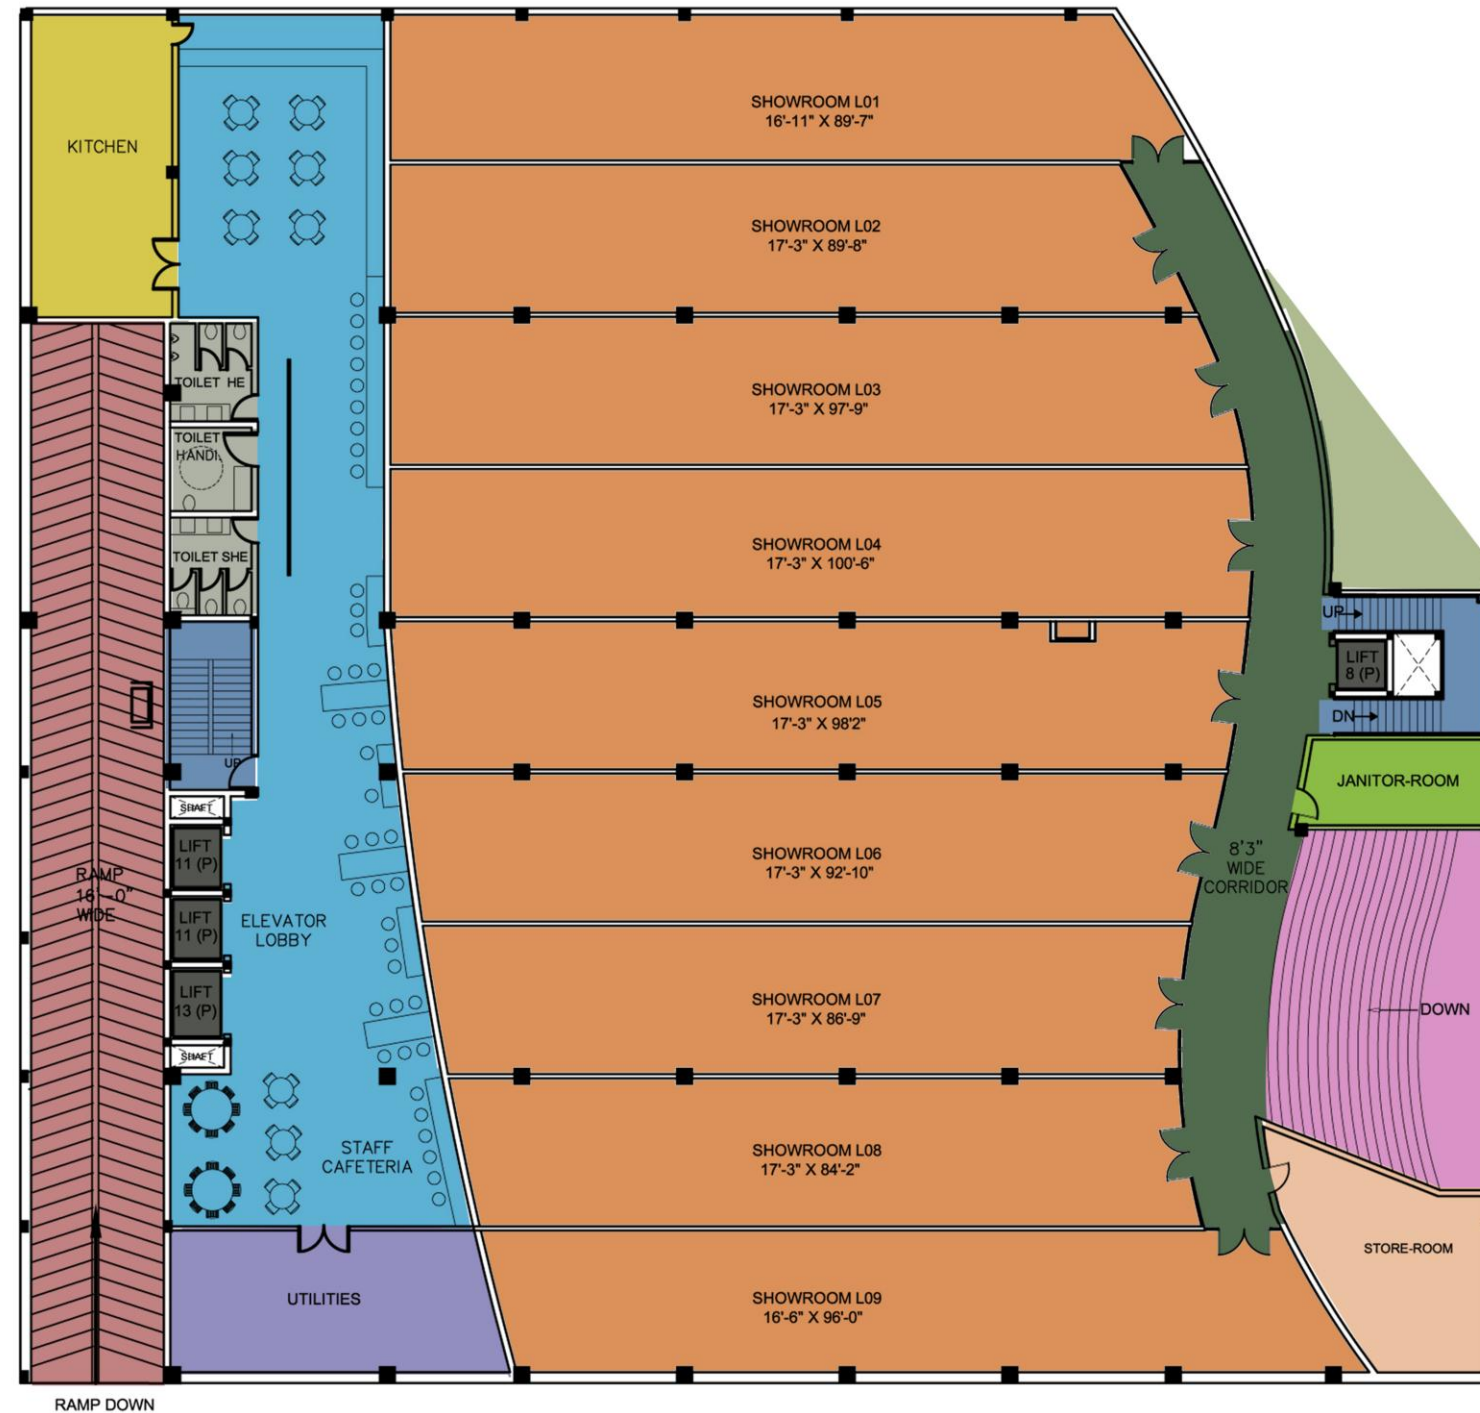 SHOWROOM L01
16'-11" X 89'-7"
KITCHEN
SHOWROOM L02
17'-3" X 89'-8"
TOILET HE
SHOWROOM L03
17'-3" X 97'-9"
TOILET
HANDI.
SHOWROOM L04
17'-3" X 100'-6"
TOILET SHE
UP
LIFT
8 (P)
SHOWROOM L05
17'-3" X 98'2"
DN
UP
JANITOR-ROOM
SHAFT
LIFT
11 (P)
SHOWROOM L06
17'-3" X 92'-10"
8'3"
WIDE
CORRIDOR
RAMP
16'-0"
WIDE
LIFT
11 (P)
ELEVATOR
LOBBY
LIFT
13 (P)
SHOWROOM L07
17'-3" X 86'-9"
DOWN
SHAFT
STAFF
CAFETERIA
SHOWROOM L08
17'-3" X 84'-2"
STORE-ROOM
UTILITIES
SHOWROOM L09
16'-6" X 96'-0"
RAMP DOWN